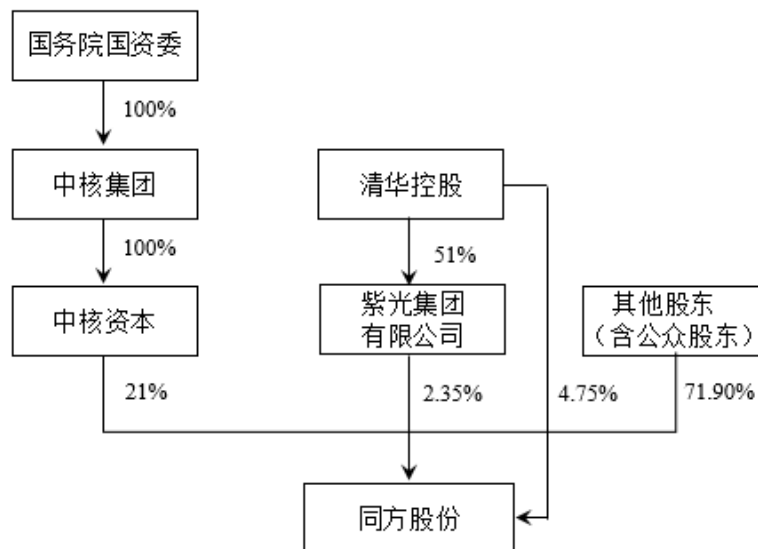 国务院国资委
100%
中核集团
清华控股
100%
51%
中核资本
紫光集团
有限公司
其他股东
（含公众股东）
21%
2.35%
4.75%
71.90%
同方股份